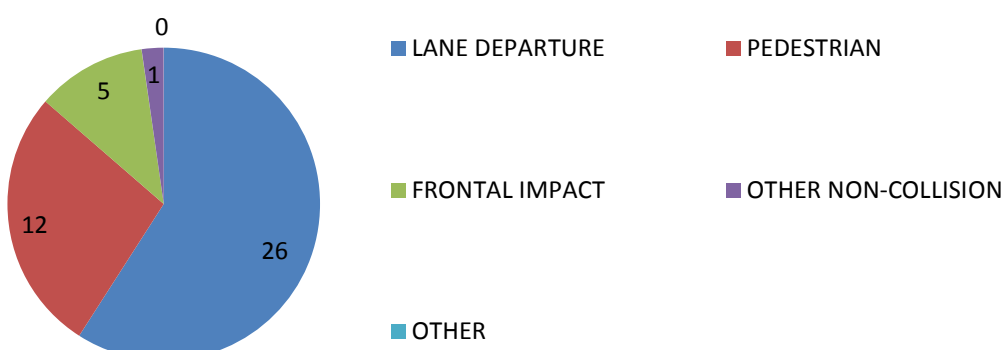 0
1
5
12
26
LANE DEPARTURE
PEDESTRIAN
FRONTAL IMPACT
OTHER NON-COLLISION
OTHER